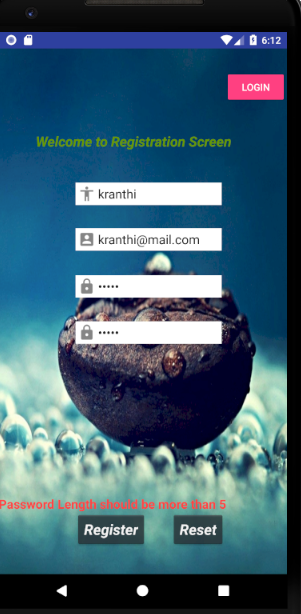 6:12
LOGIN
Welcome to Registration Screen
kranthi
kranthi@mail.com
•••••
•••••
Password Length should be more than 5
Register Reset